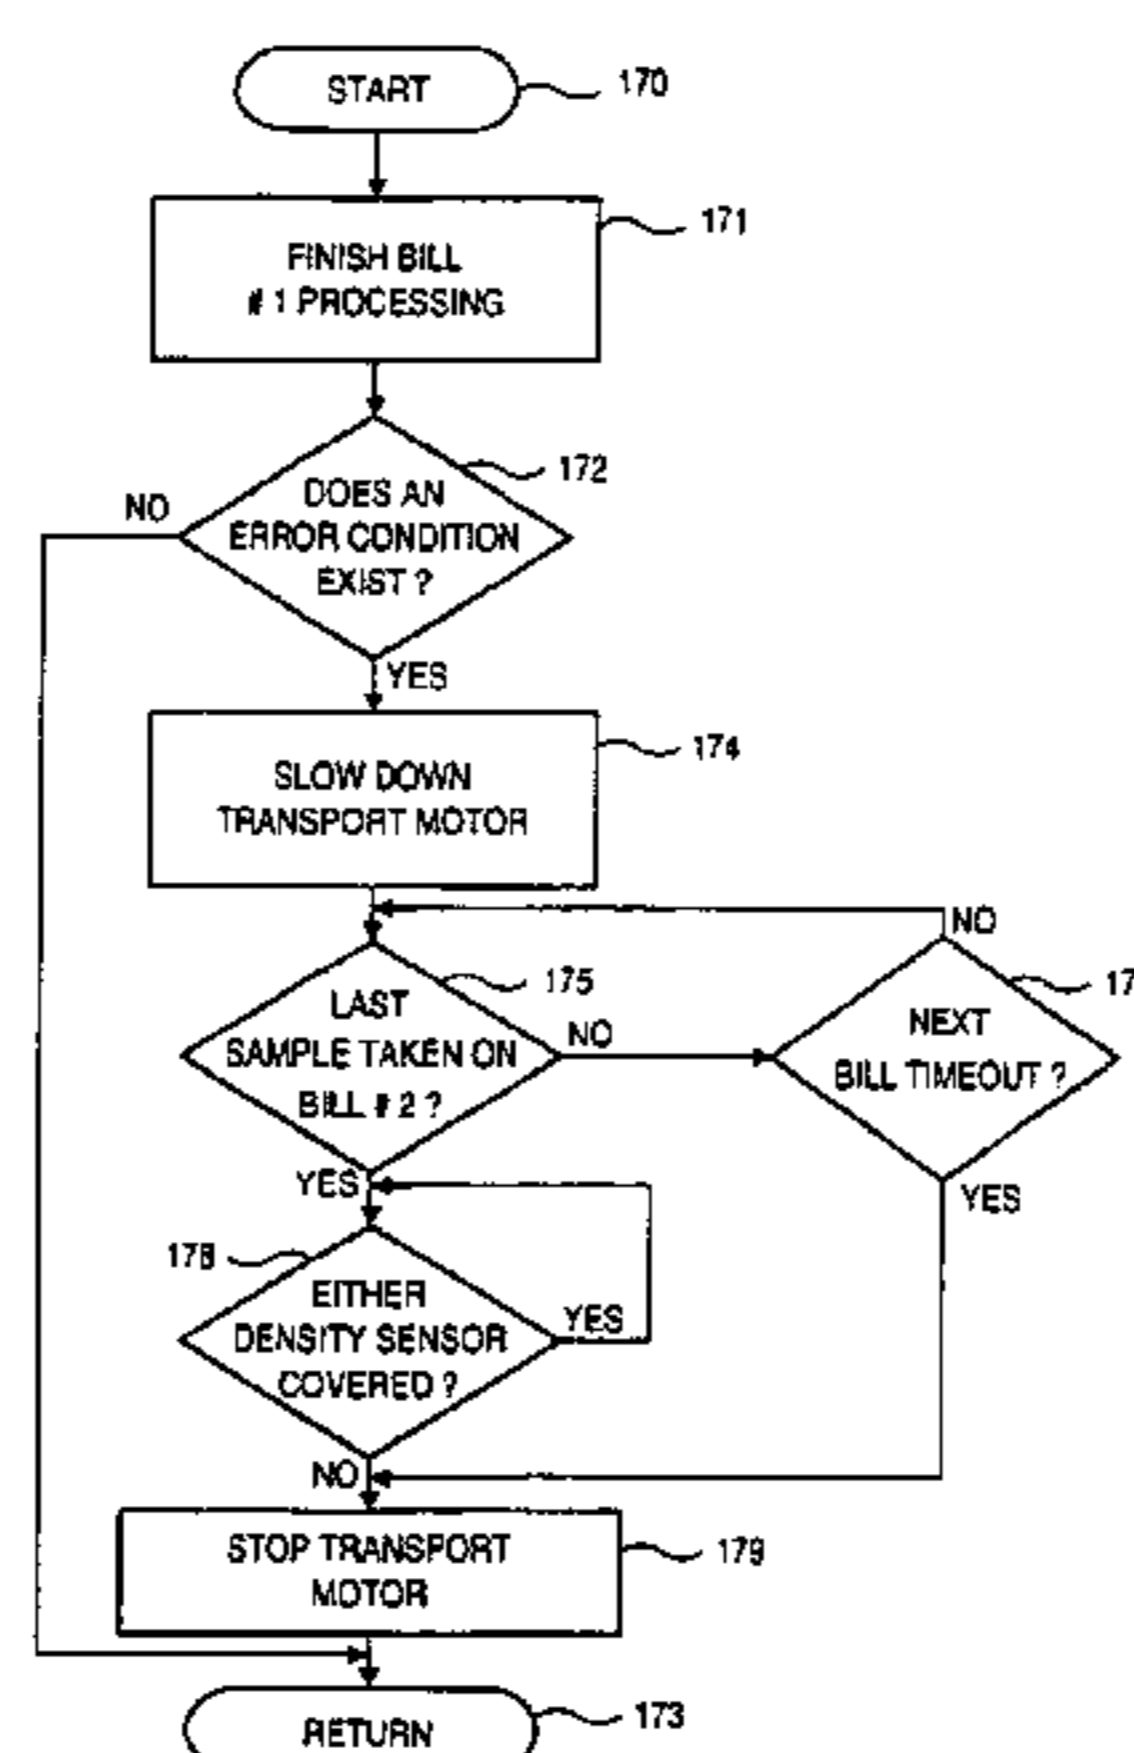 START
170
FINISH BILL
# 1 PROCESSING
171
DOES AN
ERROR CONDITION
EXIST ?
172
NO
YES
SLOW DOWN
TRANSPORT MOTOR
174
LAST
SAMPLE TAKEN ON
BILL # 2 ?
175
NO
NEXT
BILL TIMEOUT ?
17
NO
YES
YES
EITHER
DENSITY SENSOR
COVERED ?
178
YES
NO
STOP TRANSPORT
MOTOR
179
RETURN
173